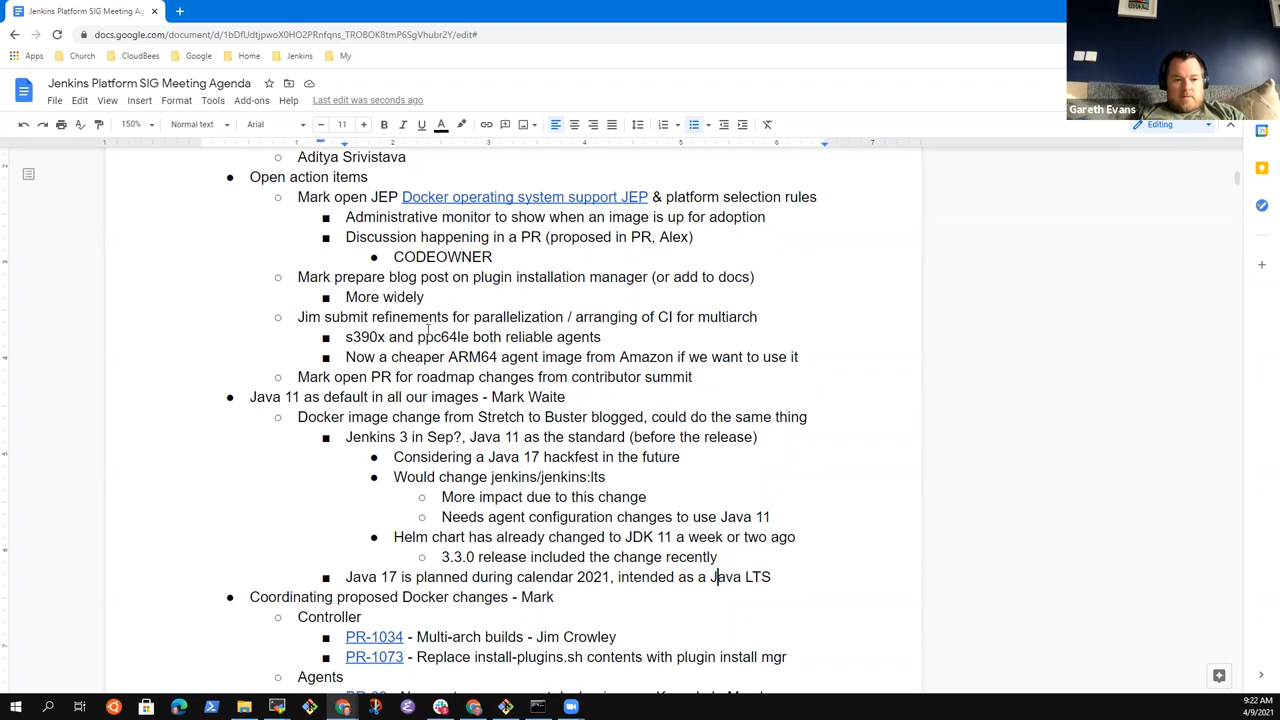 Jenkins Platform SIG Meeting Ag
docs.google.com/document/d/1bDfUdtjpwoX0HO2PRnfqns_TROBOK8tmP6SgVhubr2Y/edit#
Apps Church CloudBees Google Home Jenkins My
Gareth Evans
Jenkins Platform SIG Meeting Agenda
File Edit View Insert Format Tools Add-ons Help Last edit was seconds ago
150% Normal text Arial 11 Editing
Aditya Srivistava
Open action items
Mark open JEP Docker operating system support JEP & platform selection rules
Administrative monitor to show when an image is up for adoption
Discussion happening in a PR (proposed in PR, Alex)
CODEOWNER
Mark prepare blog post on plugin installation manager (or add to docs)
More widely
Jim submit refinements for parallelization / arranging of CI for multiarch
s390x and ppc64le both reliable agents
Now a cheaper ARM64 agent image from Amazon if we want to use it
Mark open PR for roadmap changes from contributor summit
Java 11 as default in all our images - Mark Waite
Docker image change from Stretch to Buster blogged, could do the same thing
Jenkins 3 in Sep?, Java 11 as the standard (before the release)
Considering a Java 17 hackfest in the future
Would change jenkins/jenkins:lts
More impact due to this change
Needs agent configuration changes to use Java 11
Helm chart has already changed to JDK 11 a week or two ago
3.3.0 release included the change recently
Java 17 is planned during calendar 2021, intended as a Java LTS
Coordinating proposed Docker changes - Mark
Controller
PR-1034 - Multi-arch builds - Jim Crowley
PR-1073 - Replace install-plugins.sh contents with plugin install mgr
Agents
9:22 AM
4/9/2021